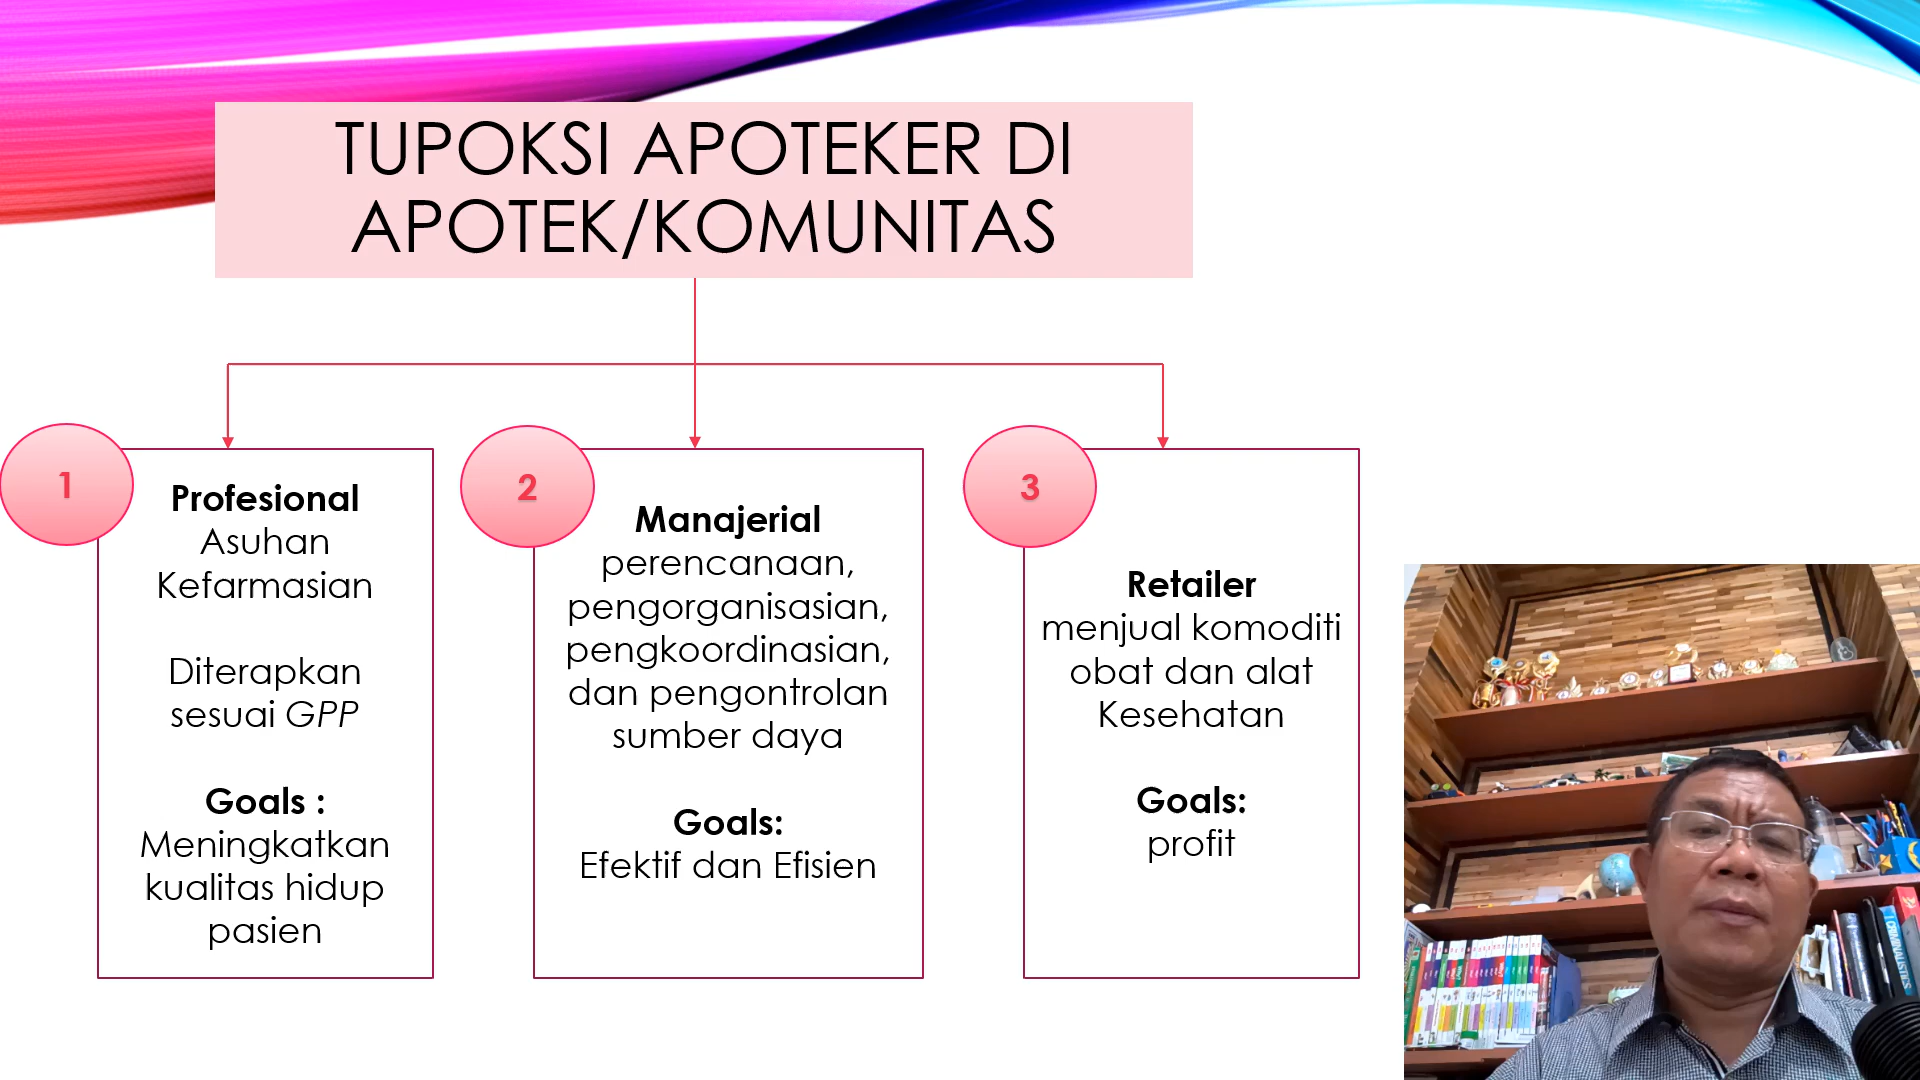 TUPOKSI APOTEKER DI
APOTEK/KOMUNITAS
1
Profesional
Asuhan
Kefarmasian
Diterapkan
sesuai GPP
Goals :
Meningkatkan
kualitas hidup
pasien
2
Manajerial
perencanaan,
pengorganisasian,
pengkoordinasian,
dan pengontrolan
sumber daya
Goals:
Efektif dan Efisien
3
Retailer
menjual komoditi
obat dan alat
Kesehatan
Goals:
profit